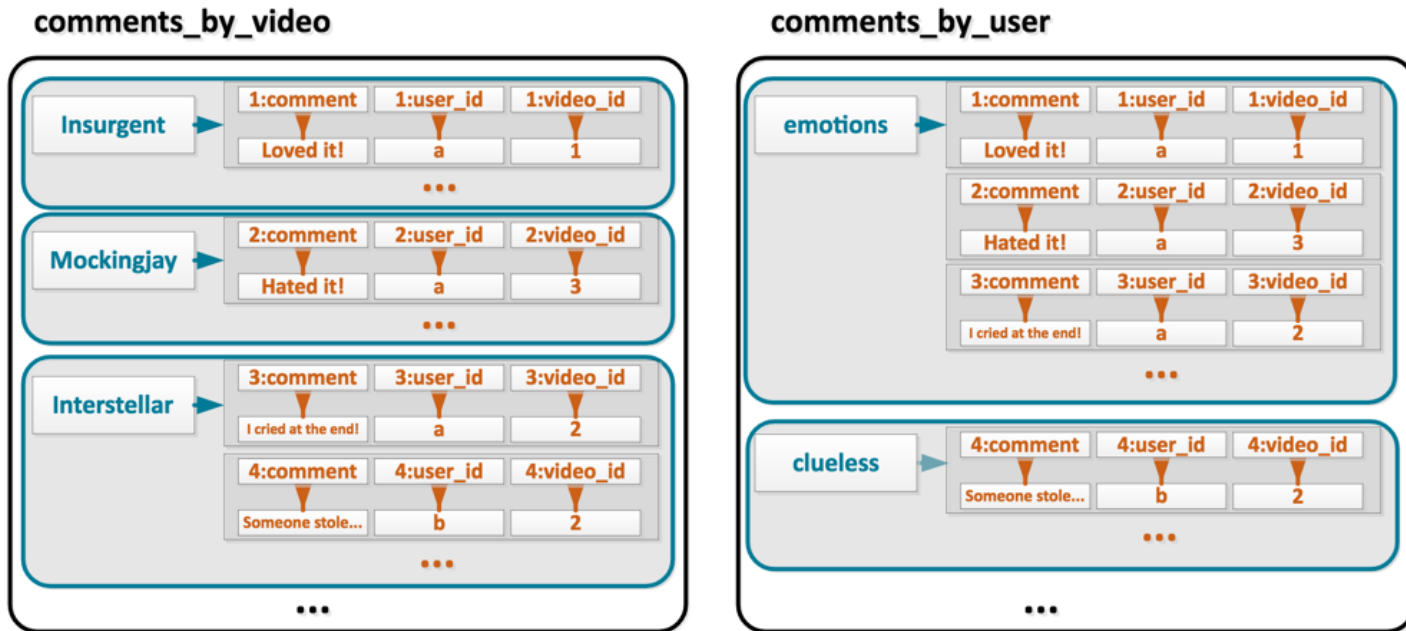 comments_by_video
Insurgent
1:comment 1:user_id 1:video_id
Loved it! a 1
...
Mockingjay
2:comment 2:user_id 2:video_id
Hated it! a 3
...
Interstellar
3:comment 3:user_id 3:video_id
I cried at the end! a 2
4:comment 4:user_id 4:video_id
Someone stole... b 2
...
...
comments_by_user
emotions
1:comment 1:user_id 1:video_id
Loved it! a 1
2:comment 2:user_id 2:video_id
Hated it! a 3
3:comment 3:user_id 3:video_id
I cried at the end! a 2
...
clueless
4:comment 4:user_id 4:video_id
Someone stole... b 2
...
...